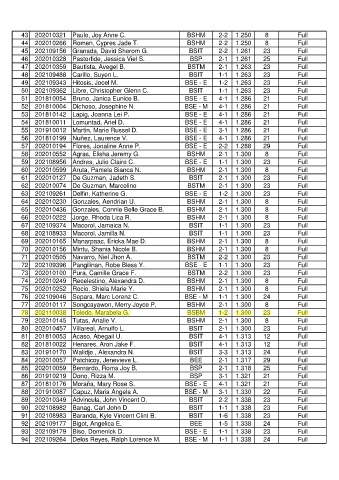 43 202010321 Paulo, Joy Anne C. BSHM 2-2 1.250 8 Full
44 202010266 Romen, Cypres Jade T. BSHM 2-2 1.250 8 Full
45 202109156 Granada, David Sherom G. BSIT 2-2 1.261 23 Full
46 202010328 Pastorfide, Jessica Viel S. BSP 2-1 1.261 25 Full
47 202010359 Bautista, Avegel B. BSTM 2-1 1.263 23 Full
48 202109488 Carillo, Suyen L. BSIT 1-1 1.263 23 Full
49 202109343 Hitosis, Jocel M. BSE - E 1-2 1.263 23 Full
50 202109362 Libre, Christopher Glenn C. BSIT 1-1 1.263 23 Full
51 201810054 Bruno, Janica Eunice B. BSE - E 4-1 1.286 21 Full
52 201810004 Dichoso, Josephine N. BSE - M 4-1 1.286 21 Full
53 201810142 Lapig, Joanna Lei P. BSE - E 4-1 1.286 21 Full
54 201810011 Lomuntad, Ariel D. BSE - E 4-1 1.286 21 Full
55 201910012 Martin, Marie Russel D. BSE - E 3-1 1.286 21 Full
56 201810199 Nuñez, Laurence V. BSE - E 4-1 1.286 21 Full
57 202010194 Flores, Jonaline Anne P. BSE - E 2-2 1.288 29 Full
58 202010552 Agras, Elisha Jeremy G. BSHM 2-1 1.300 8 Full
59 202108956 Andres, Julie Claire C. BSE - E 1-1 1.300 23 Full
60 202010599 Aruta, Pamela Bianca N. BSHM 2-1 1.300 8 Full
61 202010127 De Guzman, Jadeth S. BSIT 2-1 1.300 23 Full
62 202010074 De Guzman, Marcelino BSTM 2-1 1.300 23 Full
63 202109261 Delfin, Katherine G. BSE - E 1-2 1.300 23 Full
64 202010230 Gonzales, Aendrian U. BSHM 2-1 1.300 8 Full
65 202010436 Gonzales, Connie Belle Grace B. BSHM 2-1 1.300 8 Full
66 202010222 Jorge, Rhoda Lica R. BSHM 2-1 1.300 8 Full
67 202109374 Macorol, Jamaica N. BSIT 1-1 1.300 23 Full
68 202108933 Macorol, Jamilla N. BSIT 1-1 1.300 23 Full
69 202010165 Manarpaac, Ericka Mae D. BSHM 2-1 1.300 8 Full
70 202010156 Mintu, Shania Nicole B. BSHM 2-1 1.300 8 Full
71 202010505 Navarro, Niel Jhon A. BSTM 2-2 1.300 23 Full
72 202109396 Panglinan, Robe Blessy Y. BSE - E 1-1 1.300 23 Full
73 202010100 Pura, Camille Grace F. BSTM 2-2 1.300 23 Full
74 202010249 Recelestino, Alexandra D. BSHM 2-1 1.300 8 Full
75 202010252 Rocio, Shiela Marie Y. BSHM 2-1 1.300 8 Full
76 202109046 Separa, Marc Lorenz C. BSE - M 1-1 1.300 24 Full
77 202010117 Songcayawon, Merry Joyce P. BSHM 2-1 1.300 8 Full
78 202110038 Toledo, Marabela G. BSBM 1-2 1.300 23 Full
79 202010145 Tutas, Analie V. BSHM 2-1 1.300 8 Full
80 202010457 Villareal, Arnulfo L. BSIT 2-1 1.300 23 Full
81 201810053 Acaso, Abegail U. BSIT 4-1 1.313 12 Full
82 201810022 Henares, Aron Jake F. BSIT 4-1 1.313 12 Full
83 201910170 Walidje , Alexandra N. BSIT 3-3 1.313 24 Full
84 202010057 Patchicoy, Jenevieve L. BEE 2-1 1.317 29 Full
85 202010059 Bernardo, Roma Joy B. BSP 2-1 1.318 25 Full
86 201910219 Dono, Rizza M. BSP 3-1 1.321 21 Full
87 201810176 Moraña, Mary Rose S. BSE - E 4-1 1.321 21 Full
88 201910087 Capuz, Maria Angela A. BSE - M 3-1 1.330 22 Full
89 202010349 Advincula, John Vincent D. BSIT 2-2 1.338 23 Full
90 202108982 Banag, Carl John D. BSIT 1-1 1.338 23 Full
91 202108983 Baranda, Kyle Vincent Clint B. BSIT 1-6 1.338 23 Full
92 202109177 Bigot, Angelica E. BEE 1-5 1.338 24 Full
93 202109179 Biso, Domenick D. BSE - E 1-1 1.338 23 Full
94 202109264 Delos Reyes, Ralph Lorence M. BSE - M 1-1 1.338 24 Full